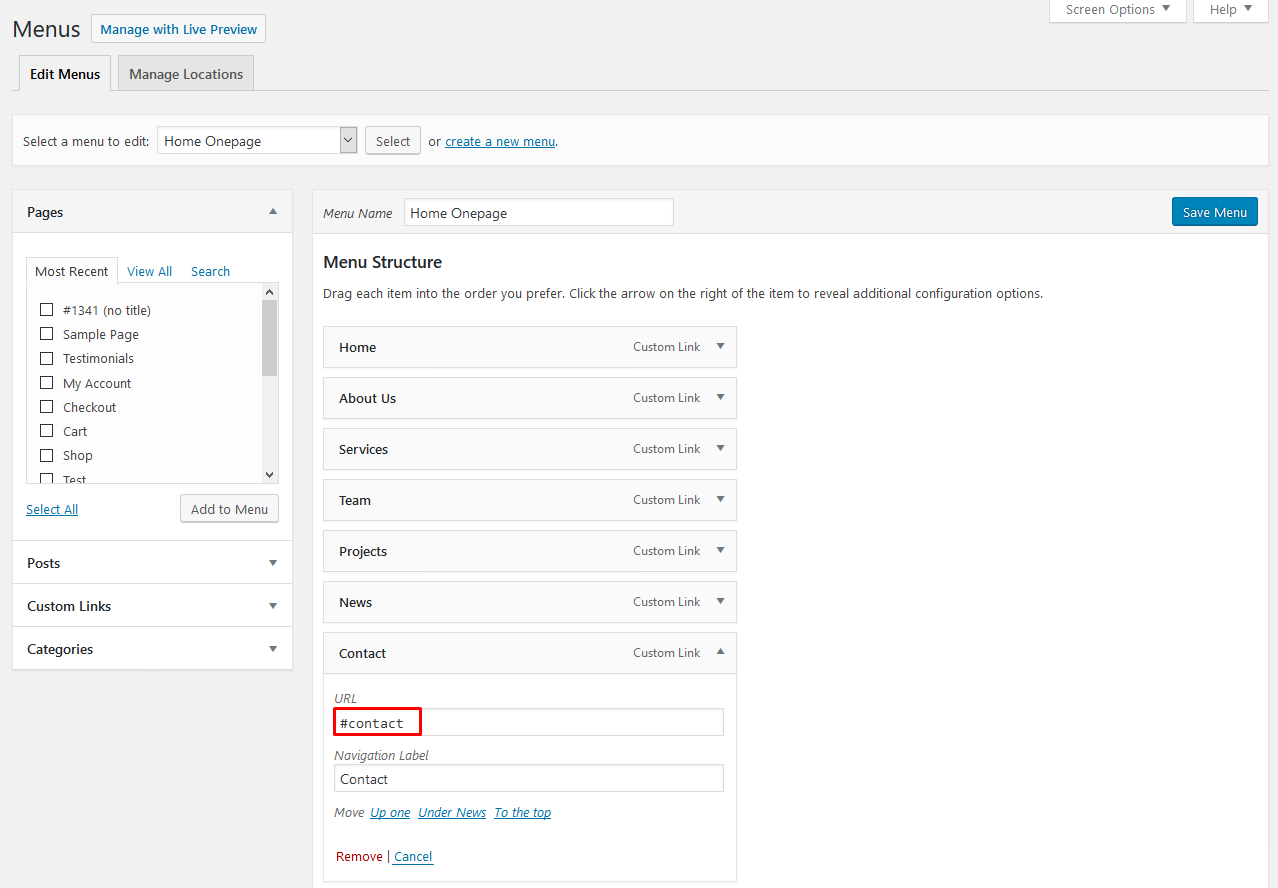 Screen Options
Help
Menus
Manage with Live Preview
Edit Menus
Manage Locations
Select a menu to edit: Home Onepage Select or create a new menu.
Pages
Most Recent View All Search
#1341 (no title)
Sample Page
Testimonials
My Account
Checkout
Cart
Shop
Test
Select All
Add to Menu
Posts
Custom Links
Categories
Menu Name Home Onepage
Save Menu
Menu Structure
Drag each item into the order you prefer. Click the arrow on the right of the item to reveal additional configuration options.
Home Custom Link
About Us Custom Link
Services Custom Link
Team Custom Link
Projects Custom Link
News Custom Link
Contact Custom Link
URL
#contact
Navigation Label
Contact
Move Up one Under News To the top
Remove | Cancel